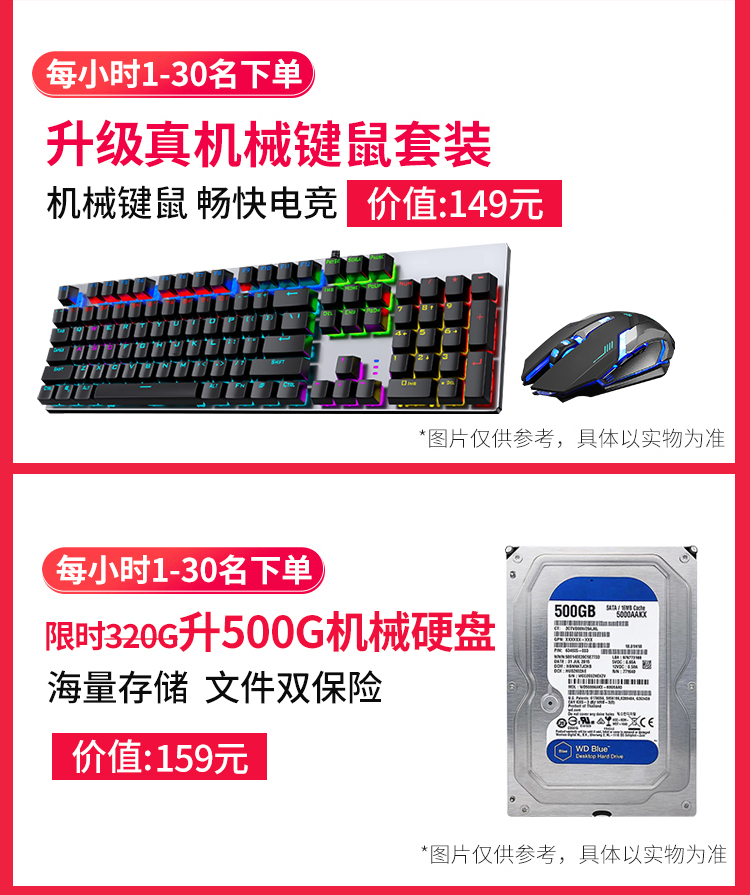 每小时1-30名下单
升级真机械键鼠套装
机械键鼠 畅快电竞 价值:149元
*图片仅供参考，具体以实物为准
每小时1-30名下单
限时320G升500G机械硬盘
海量存储 文件双保险
价值:159元
500GB
SATA / 16MB Cache
5000AAKX
WD Blue™
Desktop Hard Drive
*图片仅供参考，具体以实物为准